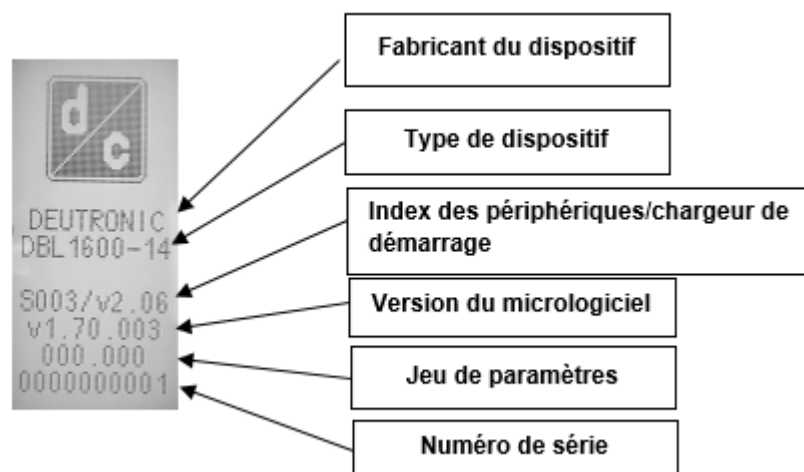 d
c
DEUTRONIC
DBL1600-14
S003/v2.06
v1.70.003
000.000
0000000001
Fabricant du dispositif
Type de dispositif
Index des périphériques/chargeur de
démarrage
Version du micrologiciel
Jeu de paramètres
Numéro de série